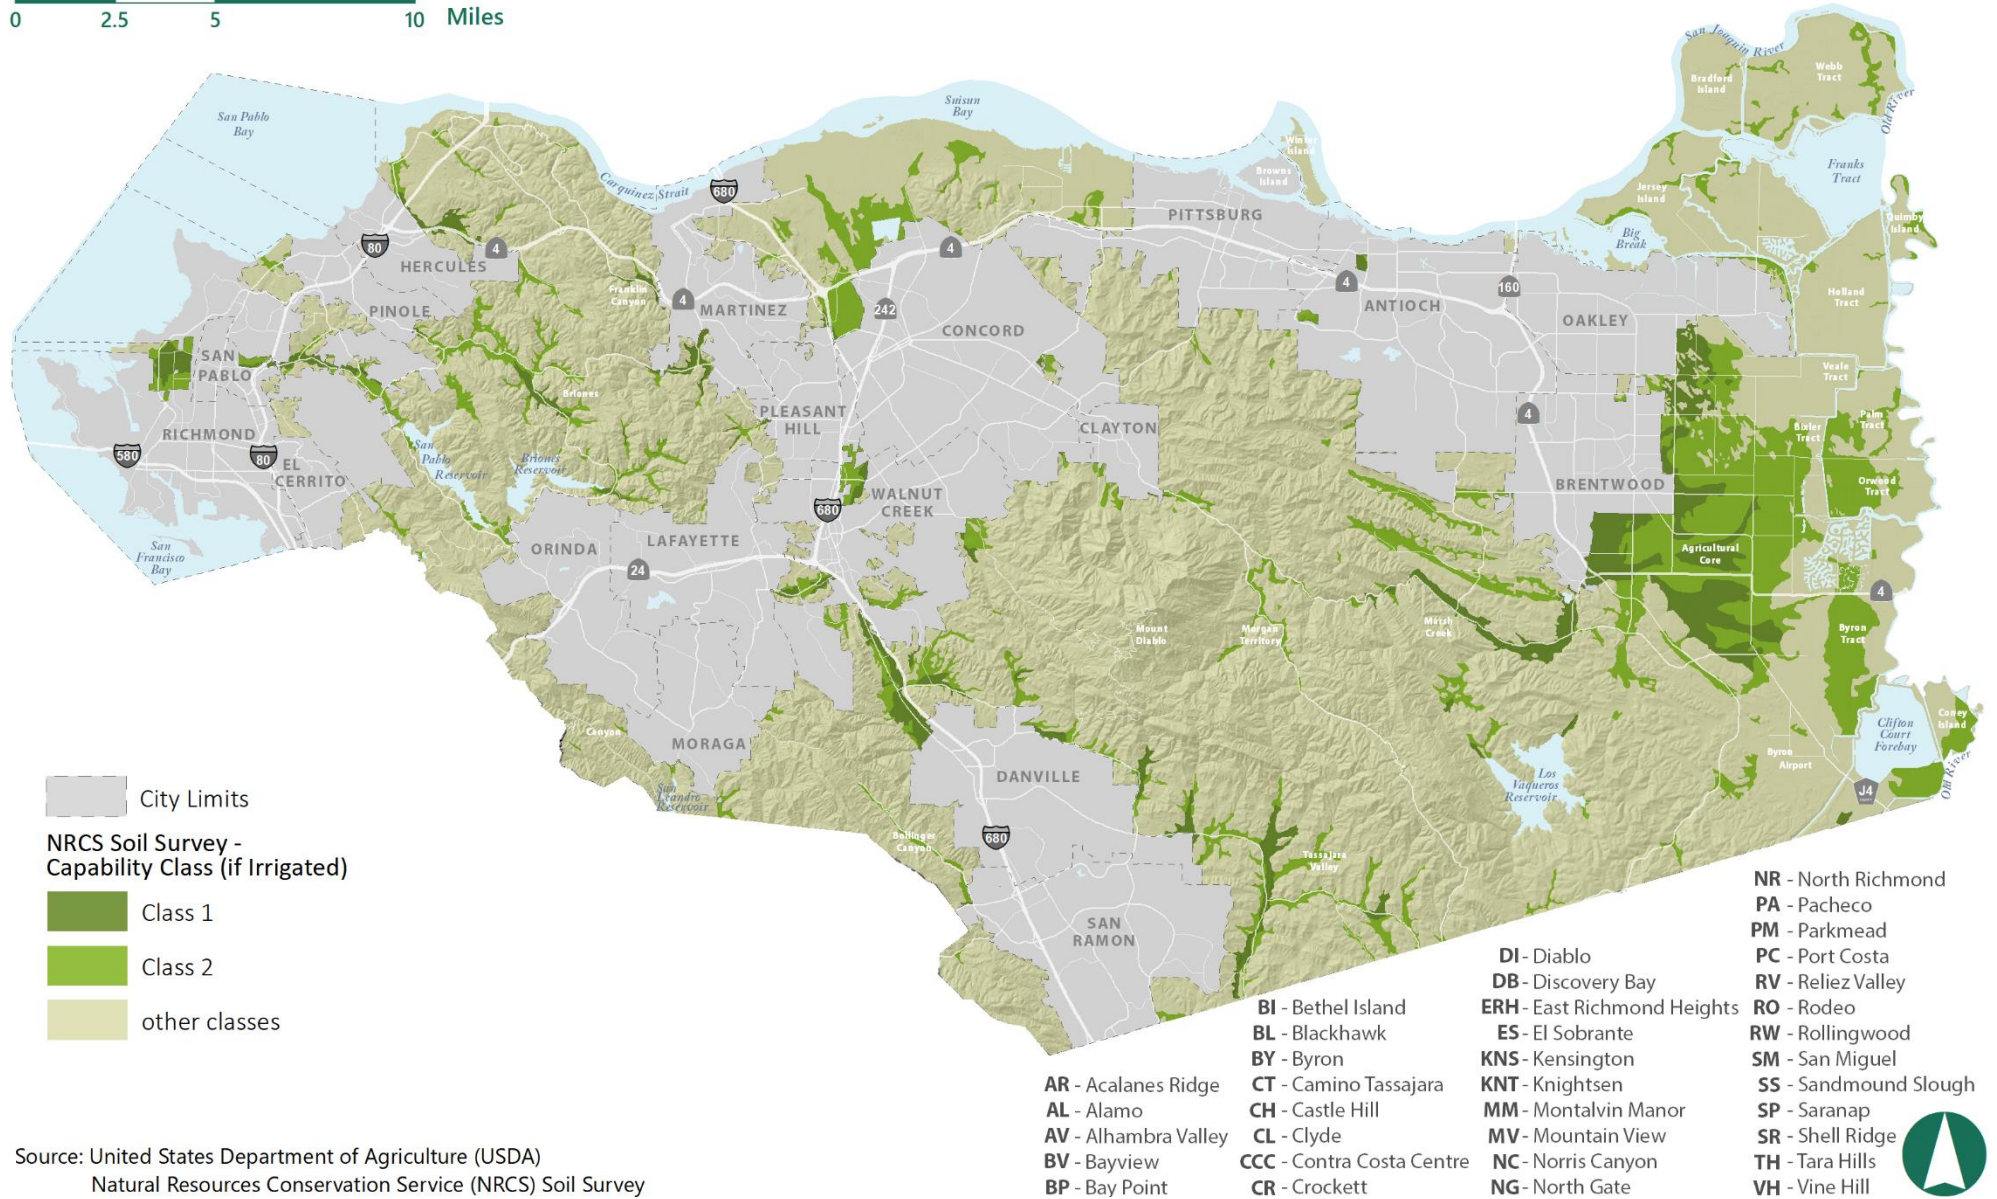 0 2.5 5 10 Miles
San Joaquin River
Bradford
Island
Webb
Tract
Old River
San Pablo
Bay
Suisun
Bay
Winter
Island
Browns
Island
Franks
Tract
Carquinez Strait
680
Jersey
Island
Quimby
Island
PITTSBURG
Big
Break
80
4
4
HERCULES
Franklin
Canyon
4
MARTINEZ
242
4
ANTIOCH
160
OAKLEY
Holland
Tract
PINOLE
CONCORD
SAN
PABLO
Briones
Veale
Tract
PLEASANT
HILL
CLAYTON
4
Palm
Tract
Bixler
Tract
RICHMOND
580
80
EL
CERRITO
San
Pablo
Reservoir
Briones
Reservoir
WALNUT
CREEK
680
BRENTWOOD
Orwood
Tract
San
Francisco
Bay
ORINDA
LAFAYETTE
24
Agricultural
Core
4
Mount
Diablo
Morgan
Territory
Marsh
Creek
Byron
Tract
Canyon
MORAGA
Clifton
Court
Forebay
Coney
Island
Old River
Byron
Airport
J4
San
Leandro
Reservoir
DANVILLE
Los
Vaqueros
Reservoir
680
Bollinger
Canyon
Tassajara
Valley
SAN
RAMON
City Limits
NRCS Soil Survey -
Capability Class (if Irrigated)
Class 1
Class 2
other classes
AR - Acalanes Ridge
AL - Alamo
AV - Alhambra Valley
BV - Bayview
BP - Bay Point
BI - Bethel Island
BL - Blackhawk
BY - Byron
CT - Camino Tassajara
CH - Castle Hill
CL - Clyde
CCC - Contra Costa Centre
CR - Crockett
DI - Diablo
DB - Discovery Bay
ERH - East Richmond Heights
ES - El Sobrante
KNS - Kensington
KNT - Knightsen
MM - Montalvin Manor
MV - Mountain View
NC - Norris Canyon
NG - North Gate
NR - North Richmond
PA - Pacheco
PM - Parkmead
PC - Port Costa
RV - Reliez Valley
RO - Rodeo
RW - Rollingwood
SM - San Miguel
SS - Sandmound Slough
SP - Saranap
SR - Shell Ridge
TH - Tara Hills
VH - Vine Hill
Source: United States Department of Agriculture (USDA)
Natural Resources Conservation Service (NRCS) Soil Survey